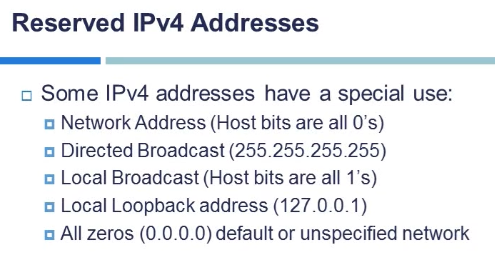 Reserved IPv4 Addresses
Some IPv4 addresses have a special use:
Network Address (Host bits are all 0's)
Directed Broadcast (255.255.255.255)
Local Broadcast (Host bits are all 1's)
Local Loopback address (127.0.0.1)
All zeros (0.0.0.0) default or unspecified network